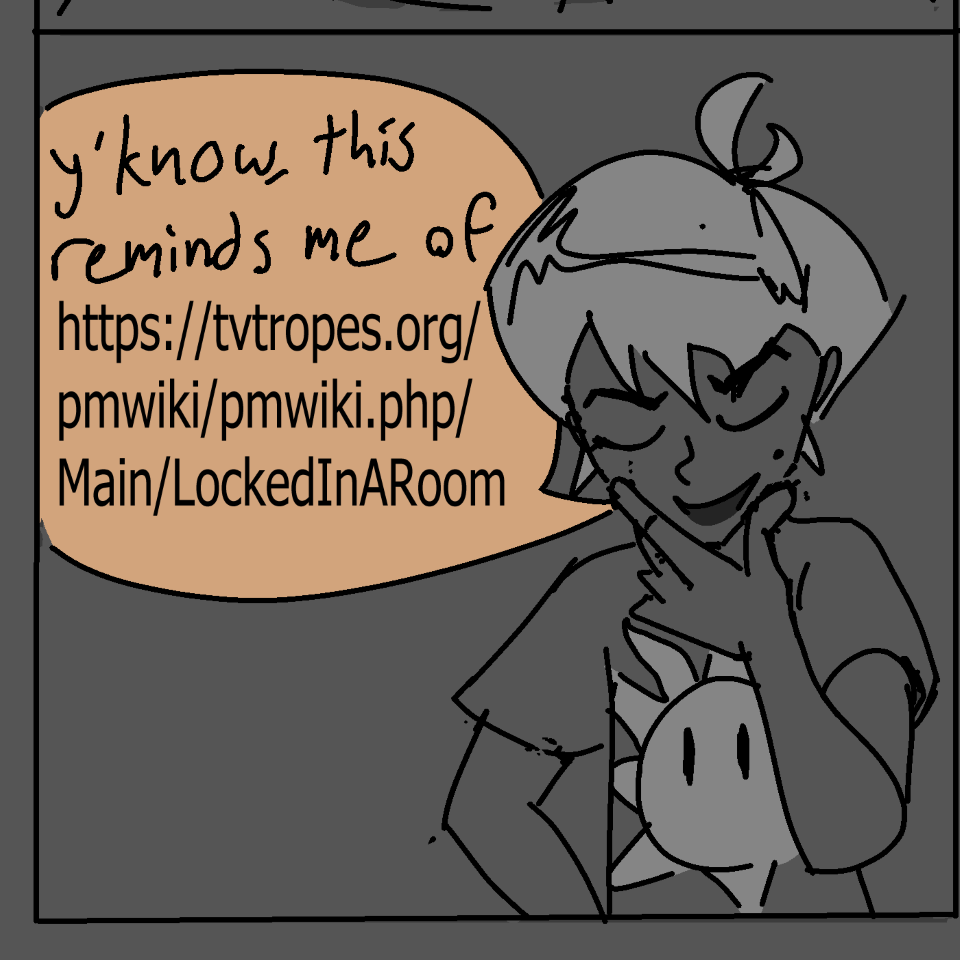 y'know, this
reminds me of
https://tvtropes.org/
pmwiki/pmwiki.php/
Main/LockedInARoom